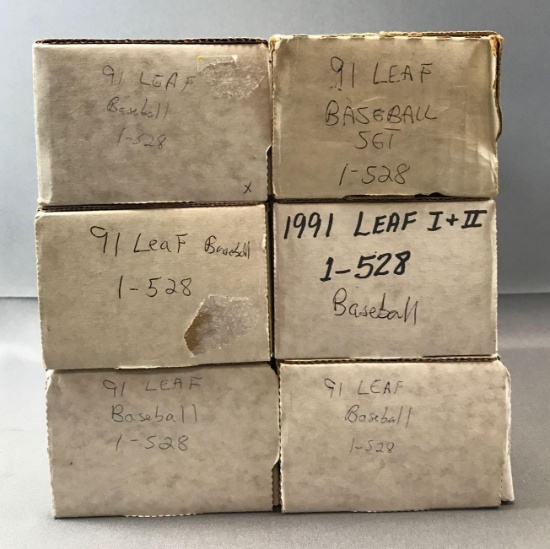 91 LEAF
Baseball
1-528
x
91 LEAF
BASEBALL
SET
1-528
91 LeaF Baseball
1-528
1991 LEAF I+II
1-528
Baseball
91 LEAF
Baseball
1-528
91 LEAF
Baseball
1-528